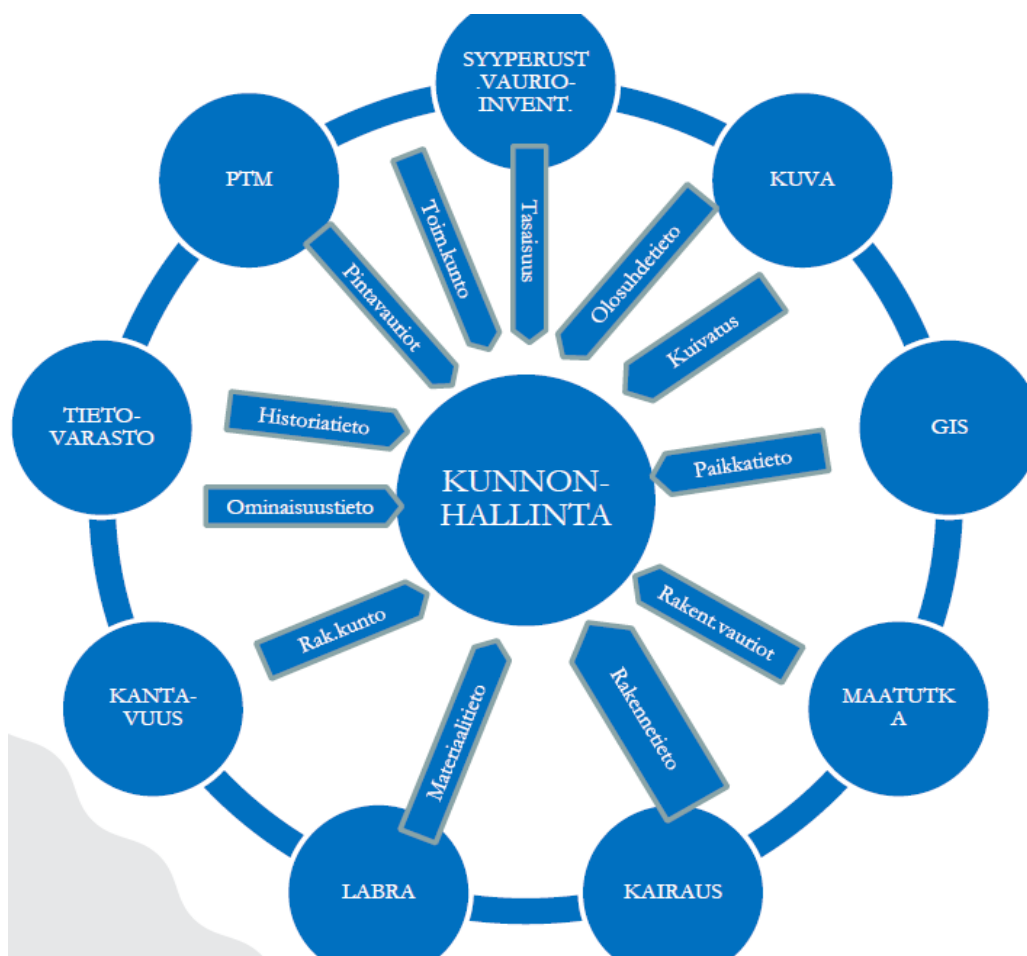 SYYPERUST
.VAURIO-
INVENT.
KUVA
GIS
MAATUTK
A
KAIRAUS
LABRA
KANTA-
VUUS
TIETO-
VARASTO
PTM
Tasaisuus
Olosuhdetieto
Kuivatus
Paikkatieto
Rakent.vauriot
Rakennetieto
Materiaalitieto
Rak.kunto
Ominaisuustieto
Historiatieto
Pintavauriot
Toim.kunto
KUNNON-
HALLINTA